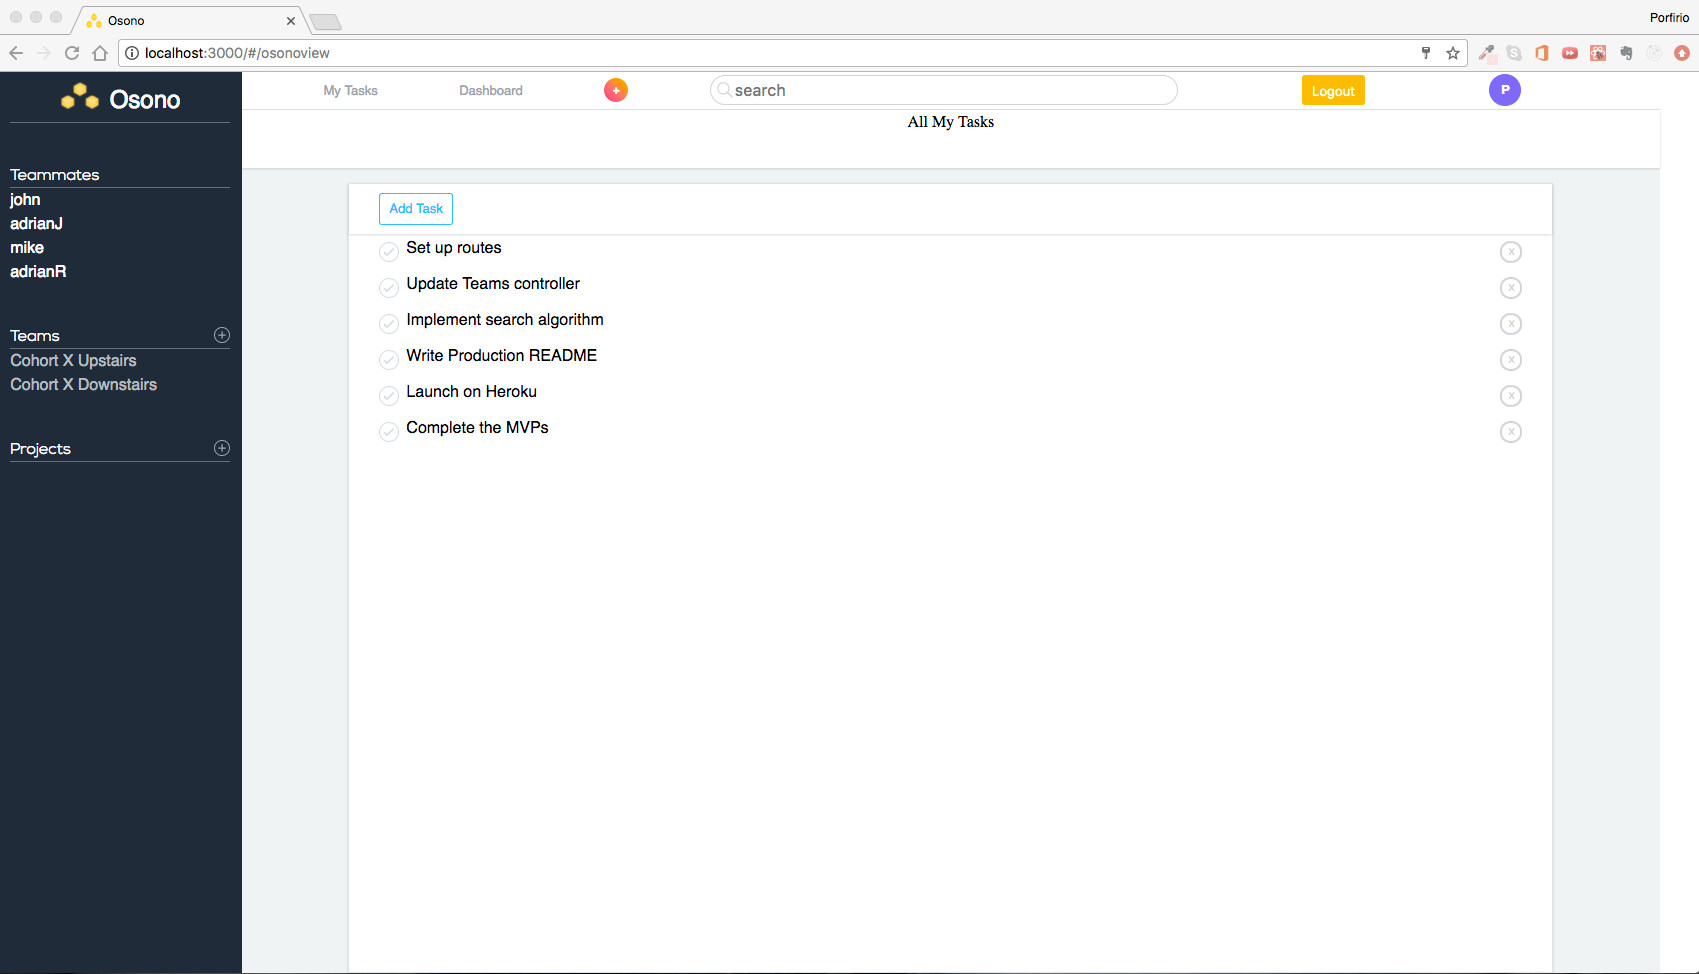 Osono
Porfirio
localhost:3000/#/osonoview
Osono
My Tasks
Dashboard
+
search
Logout
P
All My Tasks
Teammates
john
adrianJ
mike
adrianR
Teams
Cohort X Upstairs
Cohort X Downstairs
Projects
Add Task
Set up routes
x
Update Teams controller
x
Implement search algorithm
x
Write Production README
x
Launch on Heroku
x
Complete the MVPs
x